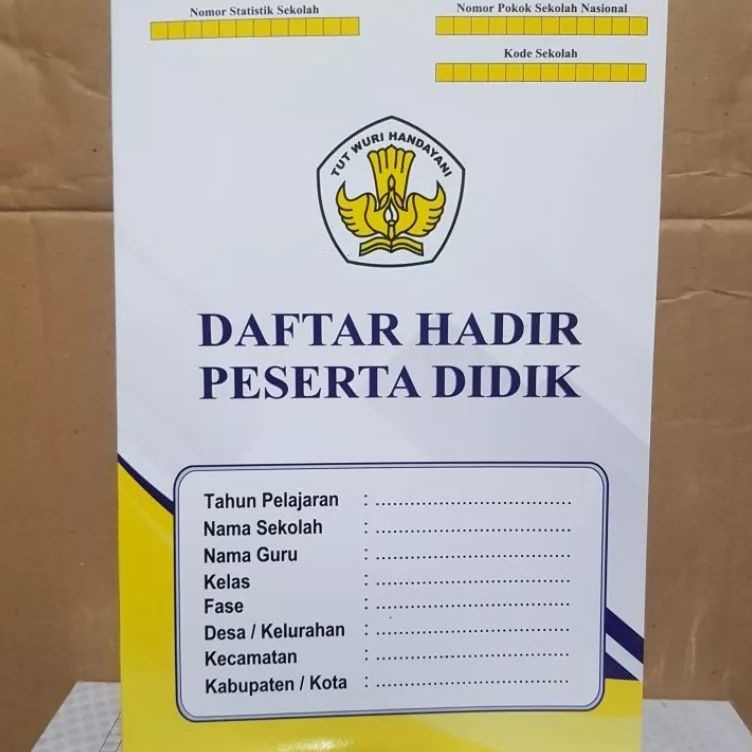 Nomor Statistik Sekolah
Nomor Pokok Sekolah Nasional
Kode Sekolah
TUT WURI HANDAYANI
DAFTAR HADIR
PESERTA DIDIK
Tahun Pelajaran : ................................
Nama Sekolah : ................................
Nama Guru : ................................
Kelas : ................................
Fase : ................................
Desa / Kelurahan : ................................
Kecamatan : ................................
Kabupaten / Kota : ................................